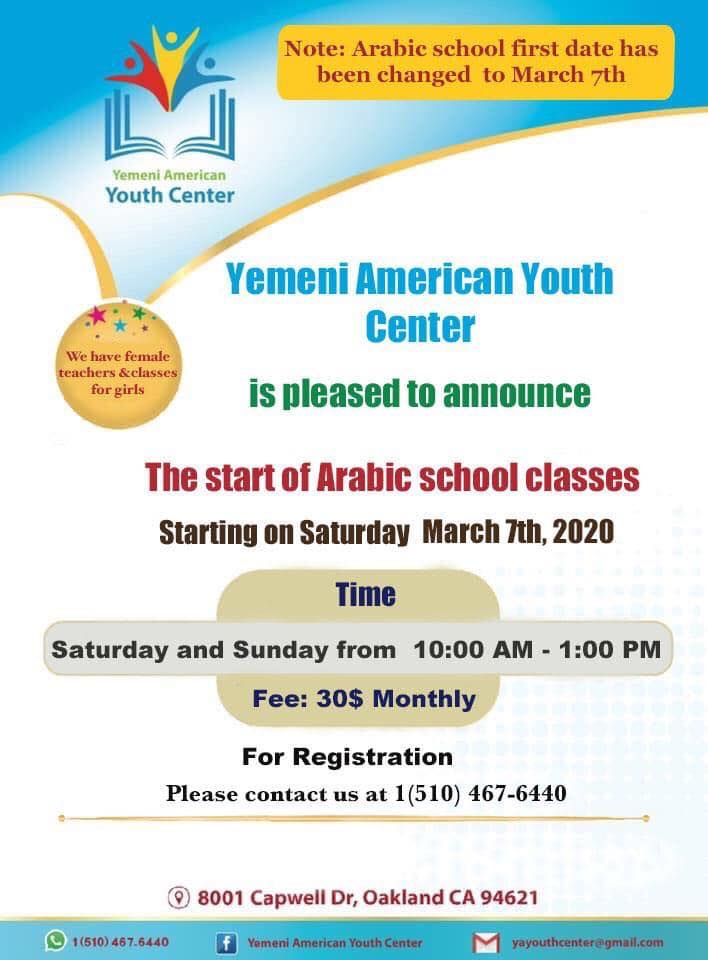 Note: Arabic school first date has
been changed to March 7th
Yemeni American
Youth Center
Yemeni American Youth
Center
We have female
teachers &classes
for girls
is pleased to announce
The start of Arabic school classes
Starting on Saturday March 7th, 2020
Time
Saturday and Sunday from 10:00 AM - 1:00 PM
Fee: 30$ Monthly
For Registration
Please contact us at 1(510) 467-6440
8001 Capwell Dr, Oakland CA 94621
1(510) 467.6440 Yemeni American Youth Center yayouthcenter@gmail.com